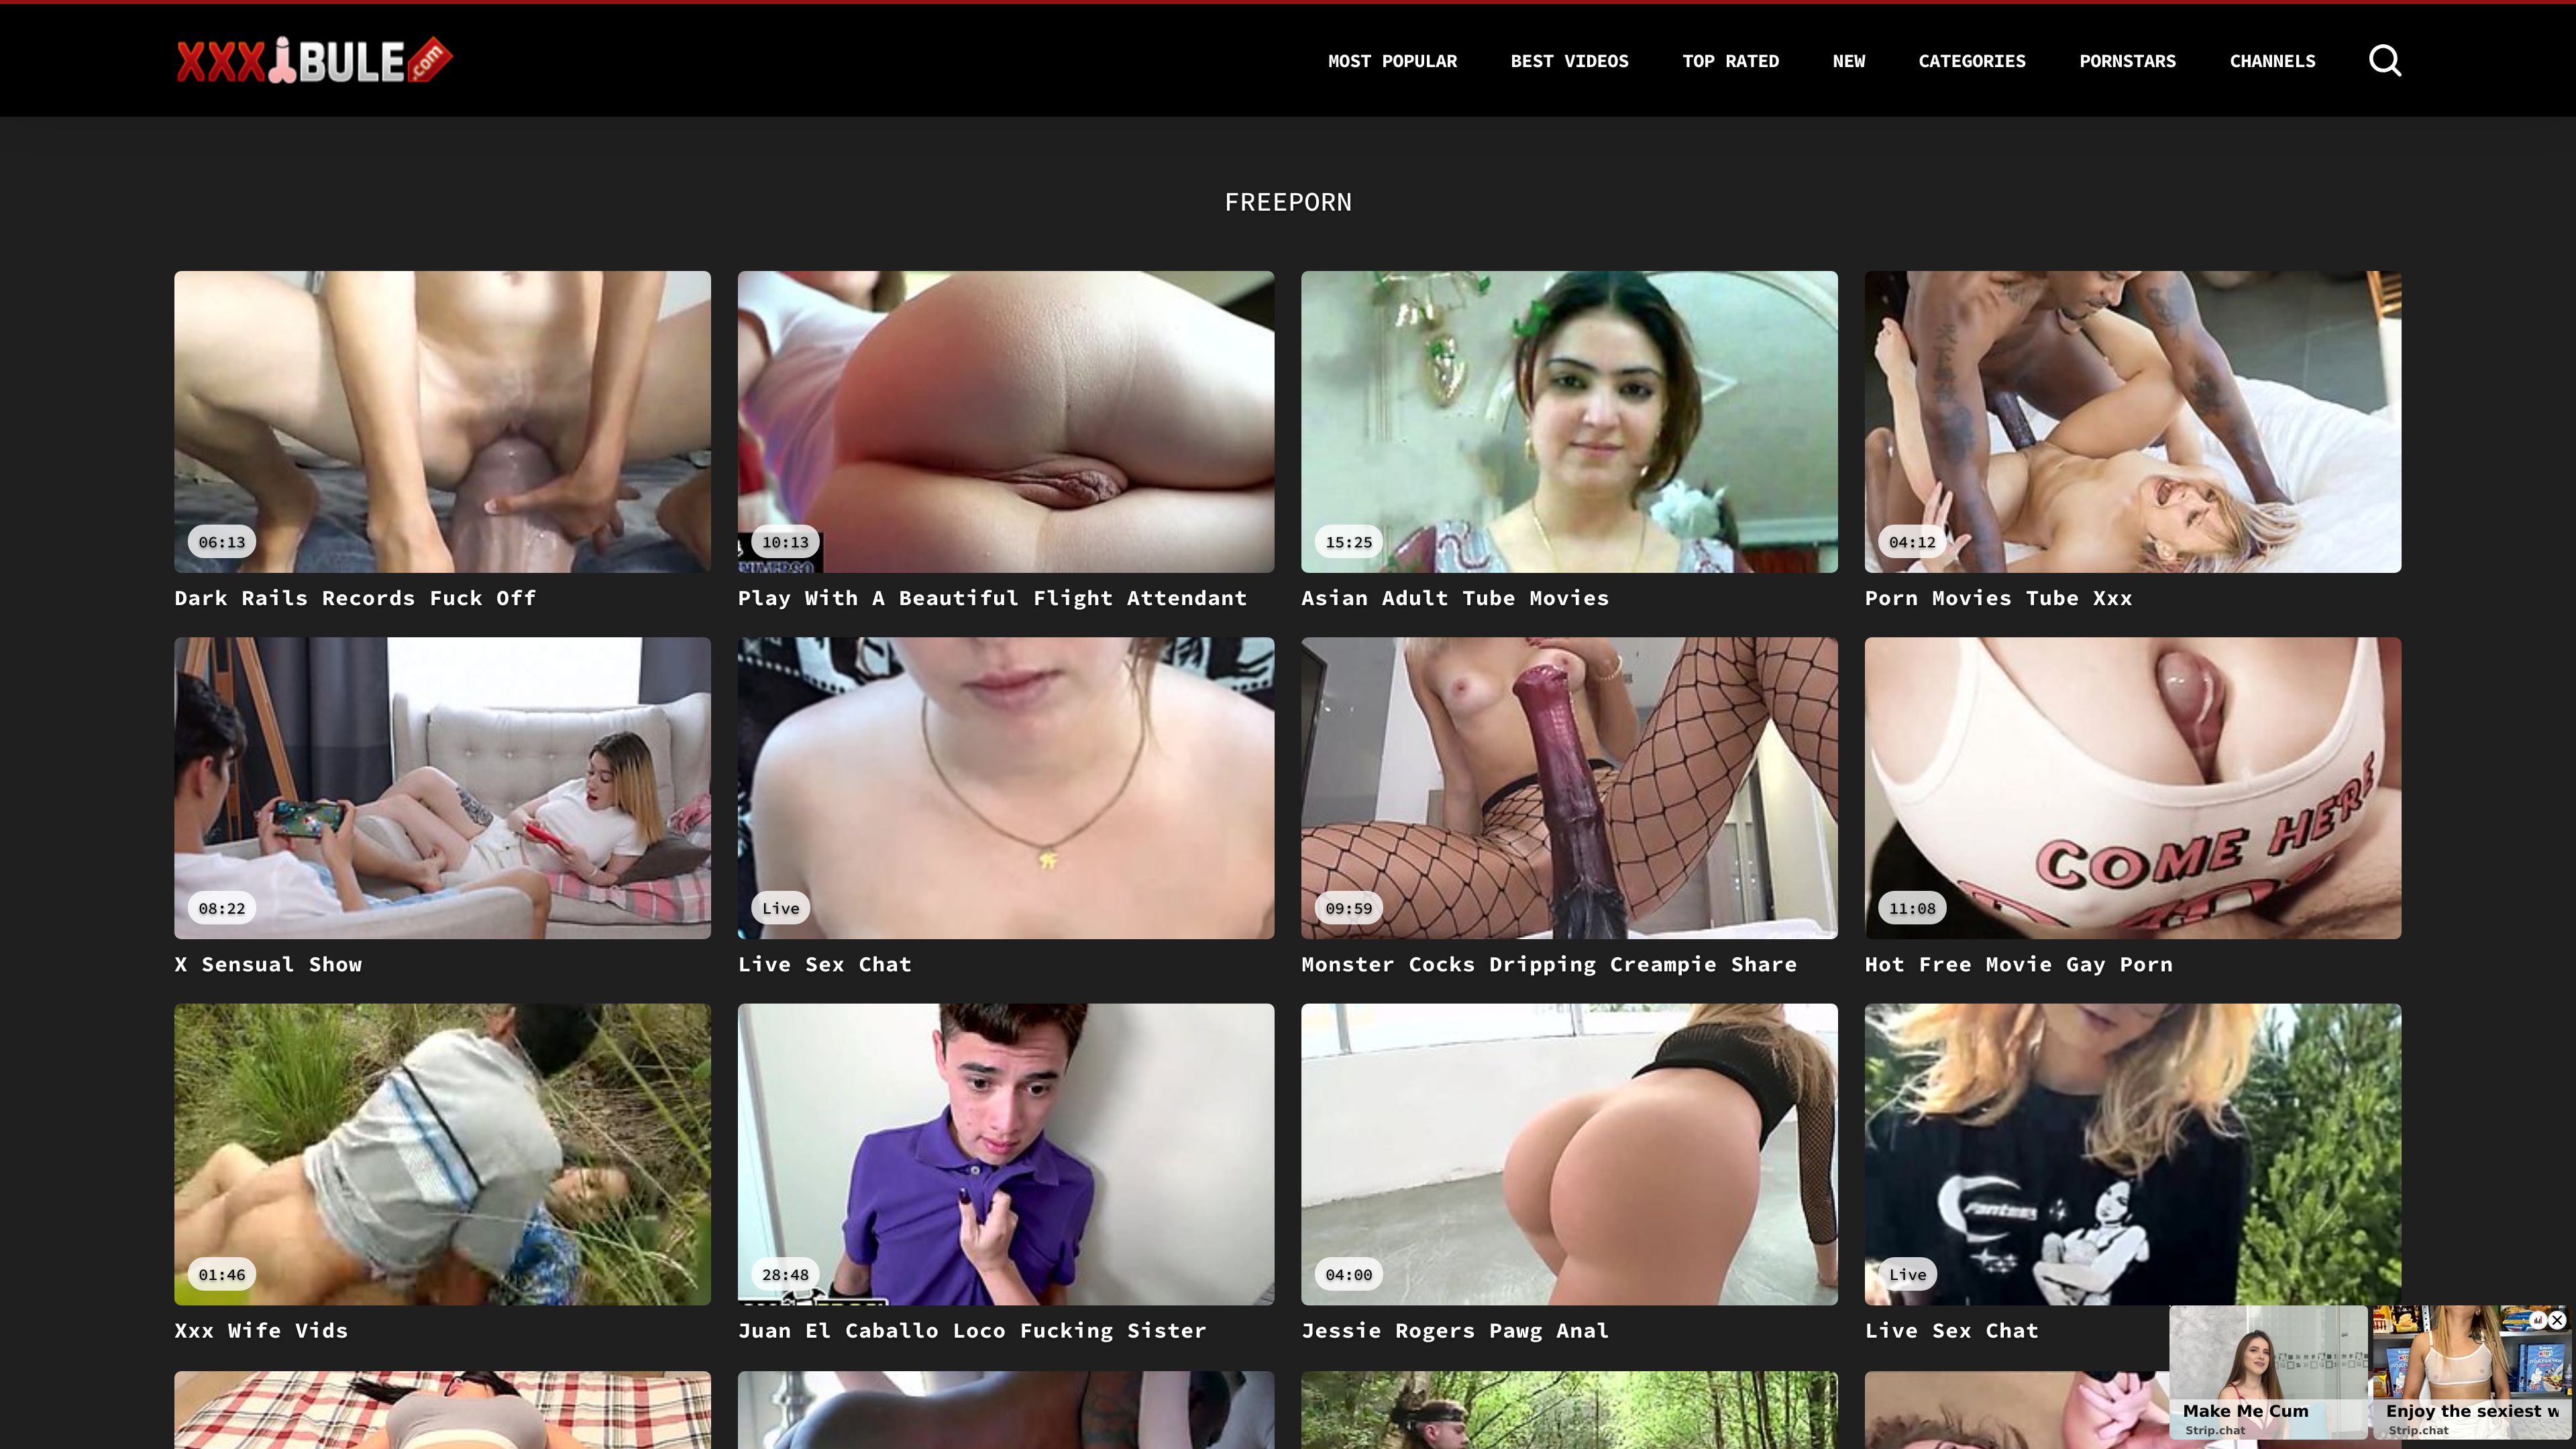 XXX BULE .com
MOST POPULAR BEST VIDEOS TOP RATED NEW CATEGORIES PORNSTARS CHANNELS
FREEPORN
06:13
10:13
15:25
04:12
Dark Rails Records Fuck Off
Play With A Beautiful Flight Attendant
Asian Adult Tube Movies
Porn Movies Tube Xxx
COME HERE
08:22
Live
09:59
11:08
X Sensual Show
Live Sex Chat
Monster Cocks Dripping Creampie Share
Hot Free Movie Gay Porn
01:46
28:48
04:00
Live
Xxx Wife Vids
Juan El Caballo Loco Fucking Sister
Jessie Rogers Pawg Anal
Live Sex Chat
Make Me Cum
Strip.chat
Enjoy the sexiest w
Strip.chat